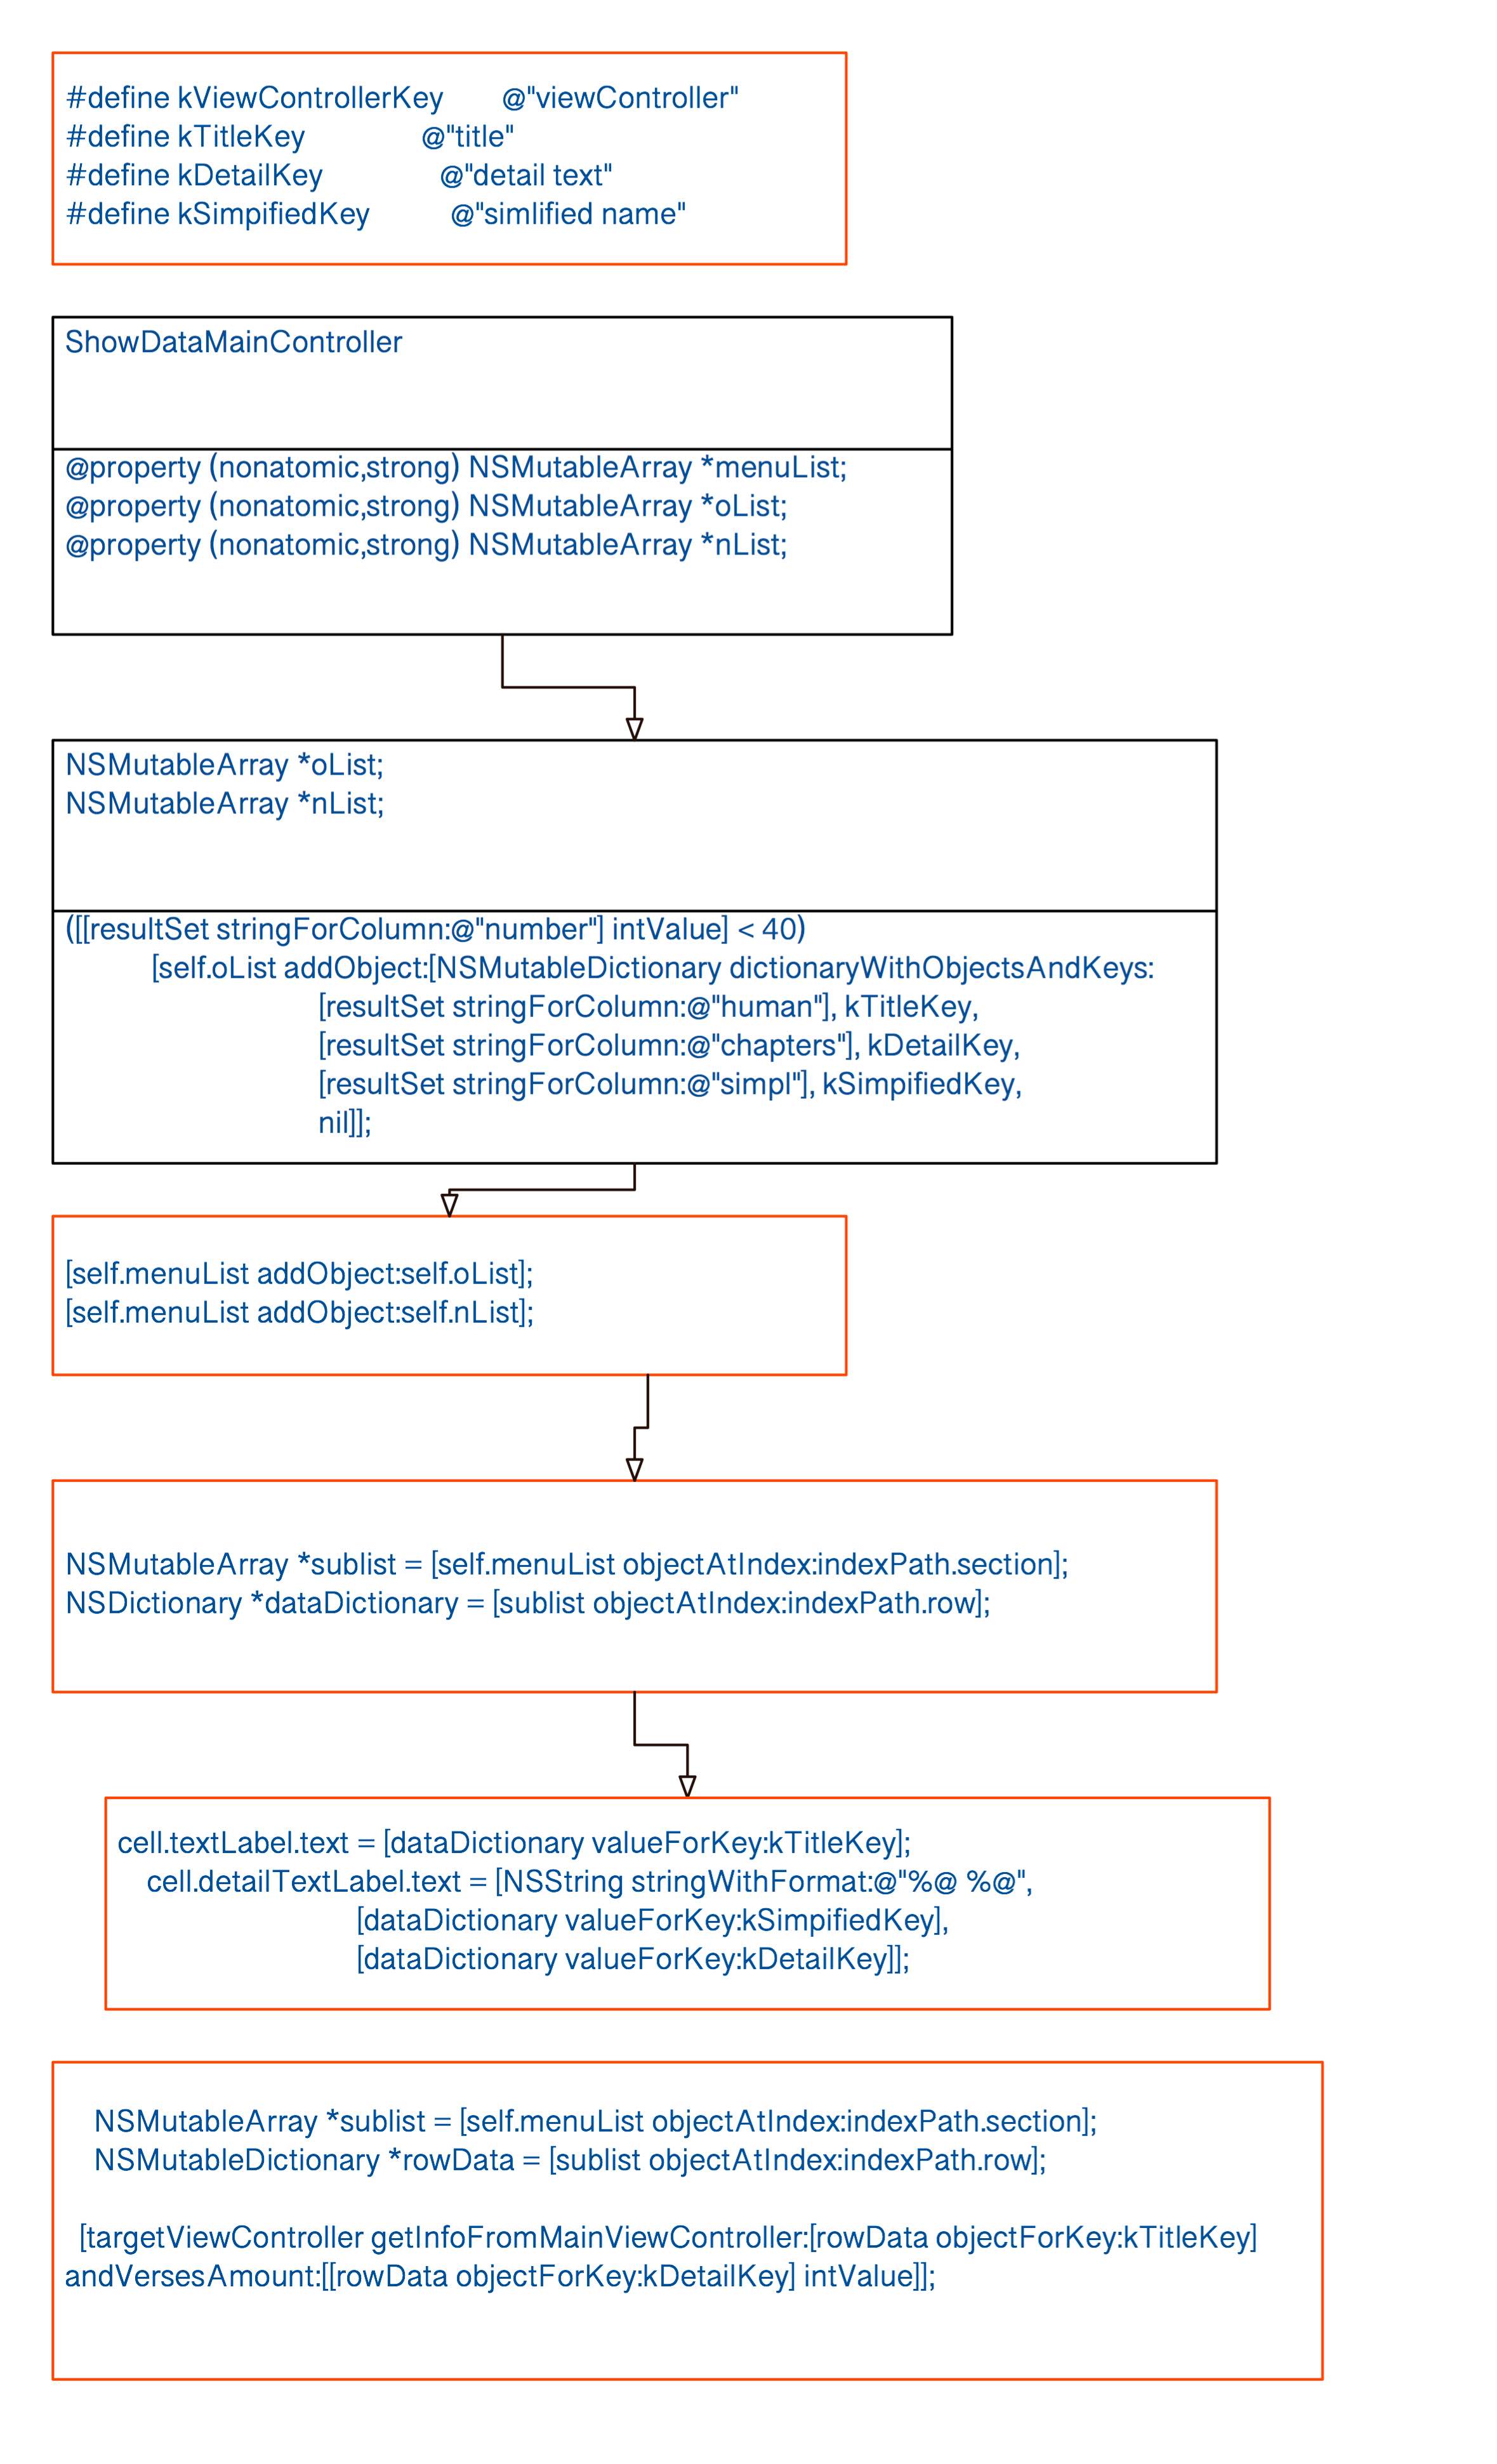 #define kViewControllerKey @"viewController"
#define kTitleKey @"title"
#define kDetailKey @"detail text"
#define kSimpifiedKey @"simlified name"
ShowDataMainController
@property (nonatomic,strong) NSMutableArray *menuList;
@property (nonatomic,strong) NSMutableArray *oList;
@property (nonatomic,strong) NSMutableArray *nList;
NSMutableArray *oList;
NSMutableArray *nList;
([[resultSet stringForColumn:@"number"] intValue] < 40)
[self.oList addObject:[NSMutableDictionary dictionaryWithObjectsAndKeys:
[resultSet stringForColumn:@"human"], kTitleKey,
[resultSet stringForColumn:@"chapters"], kDetailKey,
[resultSet stringForColumn:@"simpl"], kSimpifiedKey,
nil]];
[self.menuList addObject:self.oList];
[self.menuList addObject:self.nList];
NSMutableArray *sublist = [self.menuList objectAtIndex:indexPath.section];
NSDictionary *dataDictionary = [sublist objectAtIndex:indexPath.row];
cell.textLabel.text = [dataDictionary valueForKey:kTitleKey];
cell.detailTextLabel.text = [NSString stringWithFormat:@"%@ %@",
[dataDictionary valueForKey:kSimpifiedKey],
[dataDictionary valueForKey:kDetailKey]];
NSMutableArray *sublist = [self.menuList objectAtIndex:indexPath.section];
NSMutableDictionary *rowData = [sublist objectAtIndex:indexPath.row];
[targetViewController getInfoFromMainViewController:[rowData objectForKey:kTitleKey]
andVersesAmount:[[rowData objectForKey:kDetailKey] intValue]];